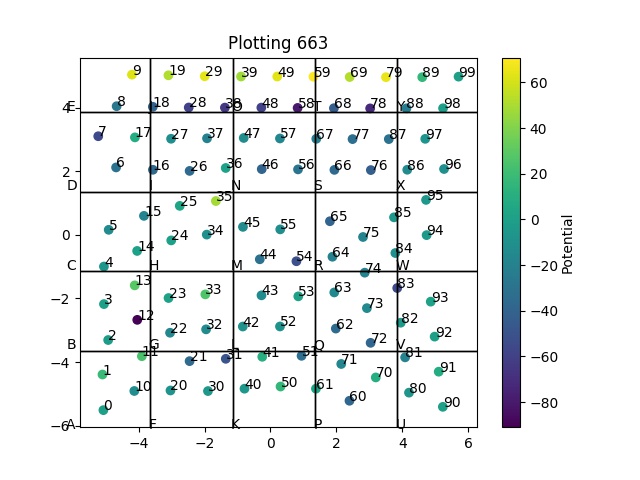 Plotting 663
9 19 29 39 49 59 69 79 89 99
8 18 28 38 48 58 68 78 88 98
E O T Y
7 17 27 37 47 57 67 77 87 97
6 16 26 36 46 56 66 76 86 96
D I N S X
5 15 25 35 45 55 65 75 85 95
4 14 24 34 44 54 64 74 84 94
C H M R W
3 13 23 33 43 53 63 73 83 93
2 12 22 32 42 52 62 72 82 92
B G L Q V
1 11 21 31 41 51 61 71 81 91
0 10 20 30 40 50 60 70 80 90
A F K P U
4
2
0
−2
−4
−6
−4 −2 0 2 4 6
60
40
20
0
−20
−40
−60
−80
Potential